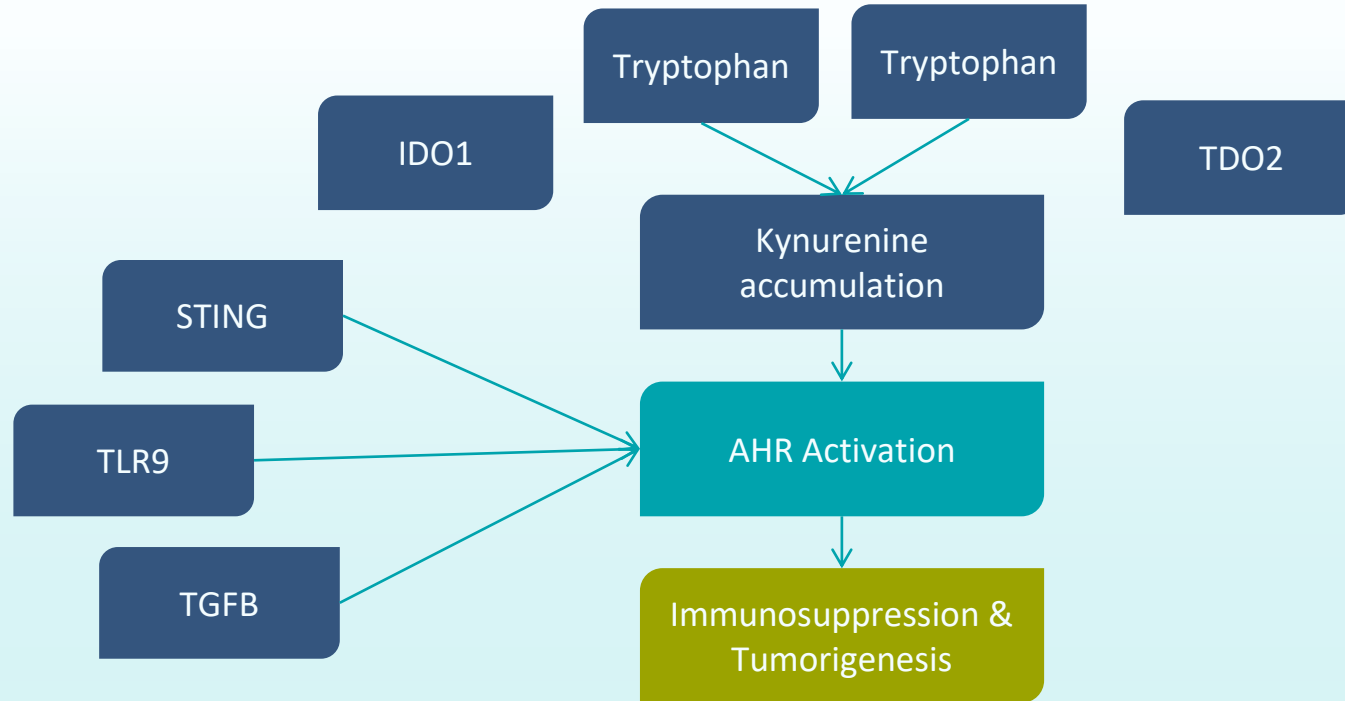 Tryptophan
Tryptophan
IDO1
TDO2
Kynurenine
accumulation
STING
AHR Activation
TLR9
TGFB
Immunosuppression &
Tumorigenesis